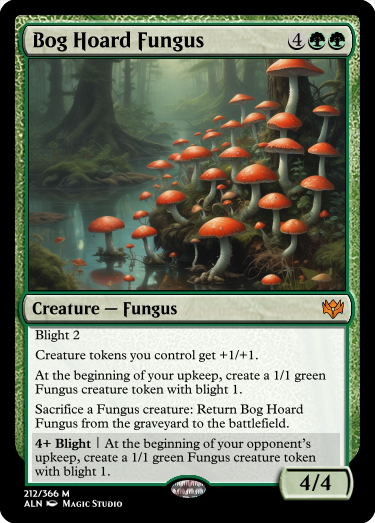 Bog Hoard Fungus 4
Creature — Fungus
Blight 2
Creature tokens you control get +1/+1.
At the beginning of your upkeep, create a 1/1 green
Fungus creature token with blight 1.
Sacrifice a Fungus creature: Return Bog Hoard
Fungus from the graveyard to the battlefield.
4+ Blight | At the beginning of your opponent's
upkeep, create a 1/1 green Fungus creature token
with blight 1.
4/4
212/366 M
ALN Magic Studio